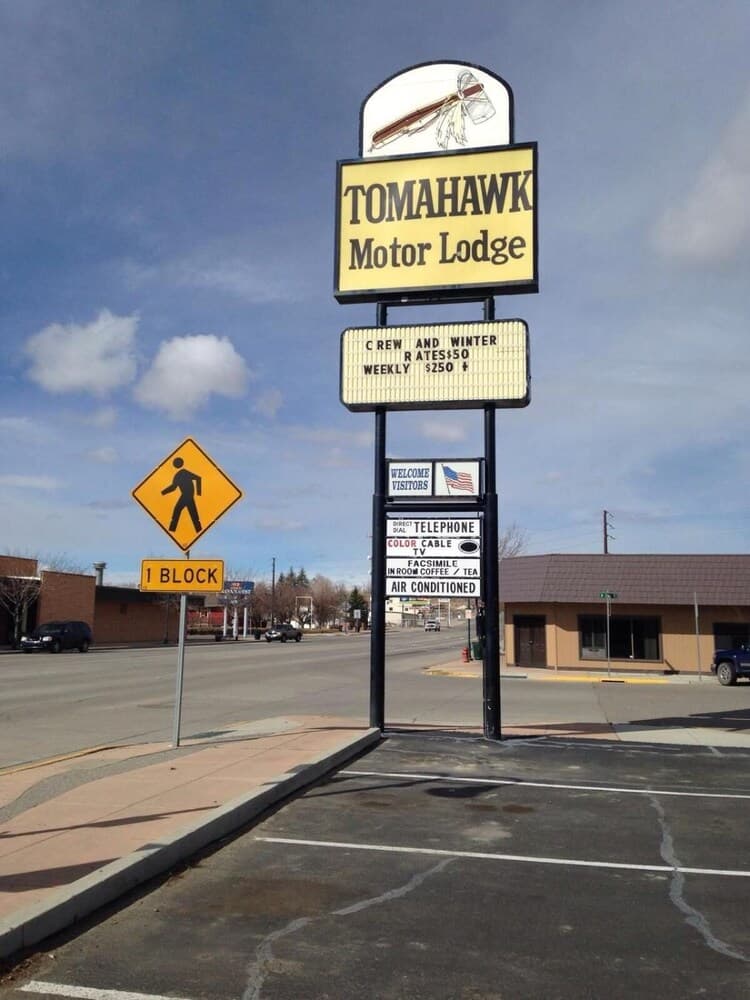 TOMAHAWK
Motor Lodge
CREW AND WINTER
RATES$50
WEEKLY $250 +
WELCOME
VISITORS
DIRECT
DIAL TELEPHONE
COLOR CABLE
TV
FACSIMILE
IN ROOM COFFEE / TEA
AIR CONDITIONED
1 BLOCK